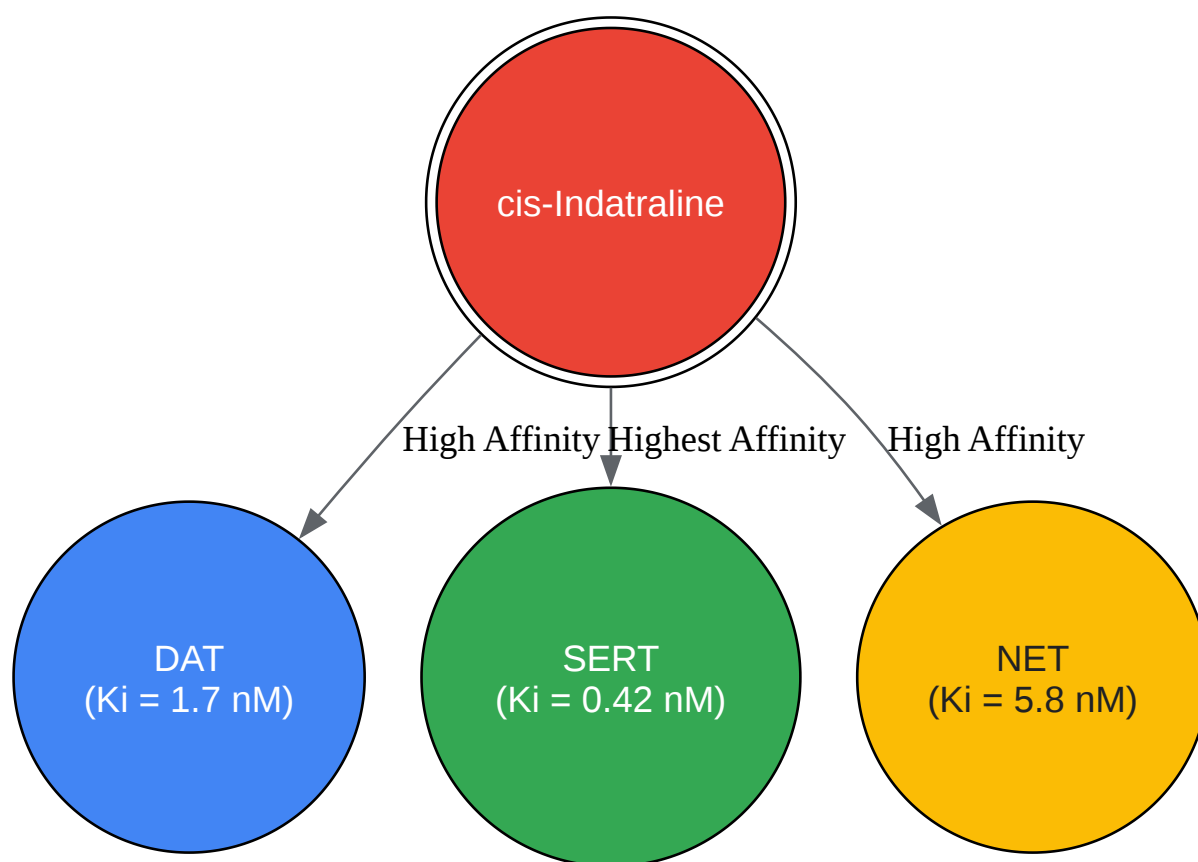 cis-Indatraline
High Affinity
Highest Affinity
High Affinity
DAT
(Ki = 1.7 nM)
SERT
(Ki = 0.42 nM)
NET
(Ki = 5.8 nM)